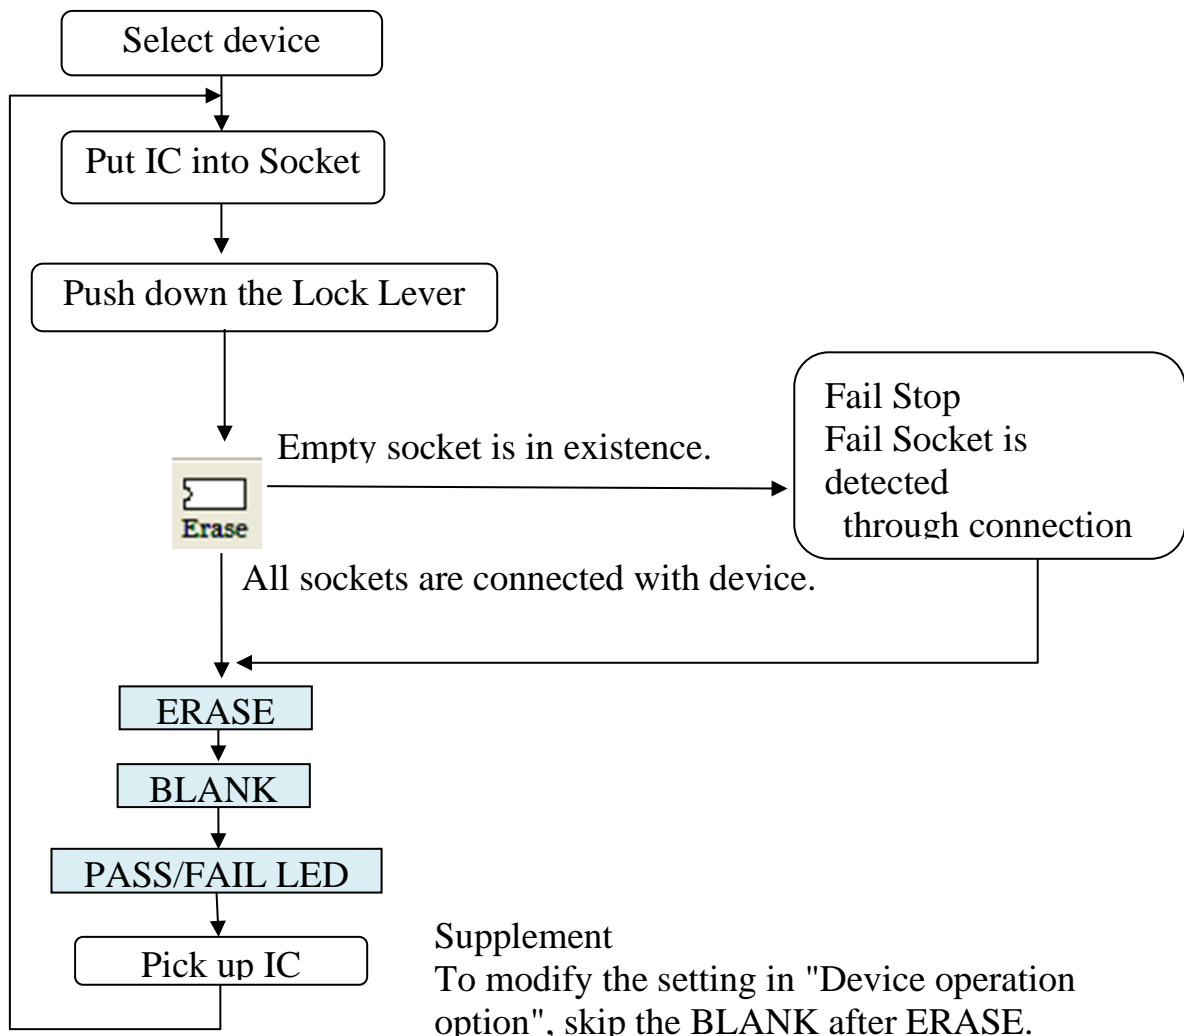 Select device
Put IC into Socket
Push down the Lock Lever
Empty socket is in existence.
Fail Stop
Fail Socket is
detected
through connection
Erase
All sockets are connected with device.
ERASE
BLANK
PASS/FAIL LED
Pick up IC
Supplement
To modify the setting in "Device operation
option", skip the BLANK after ERASE.